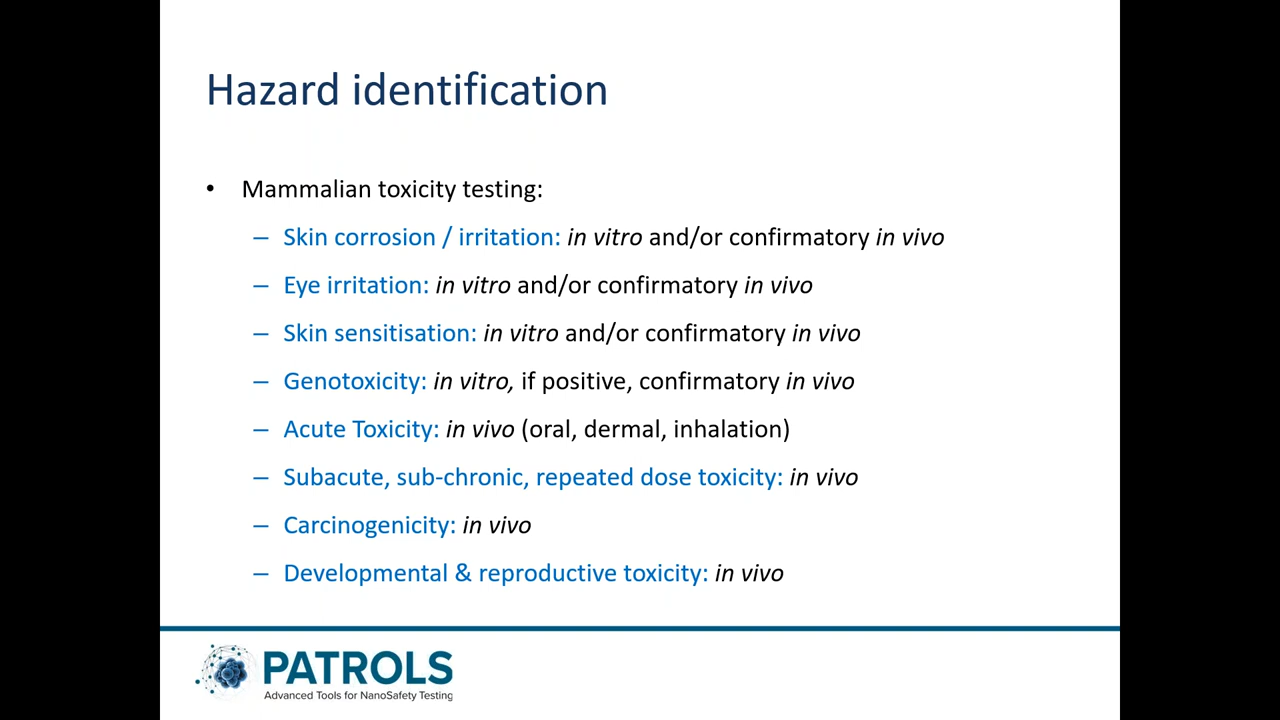 Hazard identification
• Mammalian toxicity testing:
– Skin corrosion / irritation: in vitro and/or confirmatory in vivo
– Eye irritation: in vitro and/or confirmatory in vivo
– Skin sensitisation: in vitro and/or confirmatory in vivo
– Genotoxicity: in vitro, if positive, confirmatory in vivo
– Acute Toxicity: in vivo (oral, dermal, inhalation)
– Subacute, sub-chronic, repeated dose toxicity: in vivo
– Carcinogenicity: in vivo
– Developmental & reproductive toxicity: in vivo
PATROLS
Advanced Tools for NanoSafety Testing